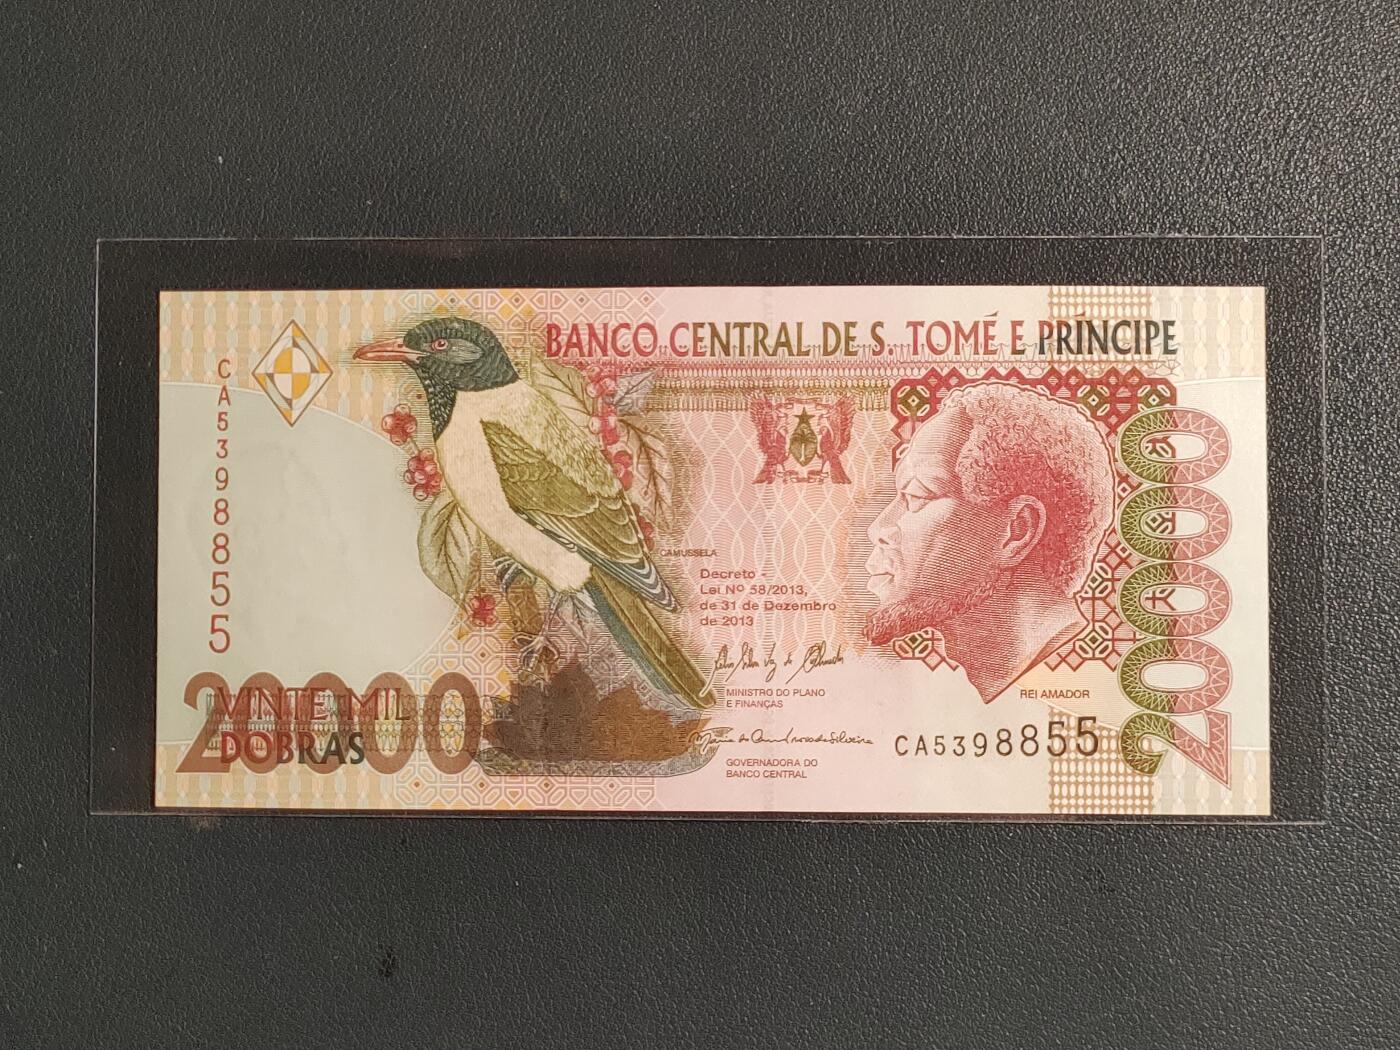 BANCO CENTRAL DE S. TOMÉ E PRÍNCIPE
CA5398855
CAMUSSELA
Decreto -
Lei Nº 58/2013,
de 31 de Dezembro
de 2013
MINISTRO DO PLANO
E FINANÇAS
REI AMADOR
20000
VINTE MIL
DOBRAS
GOVERNADORA DO
BANCO CENTRAL
CA5398855
20000